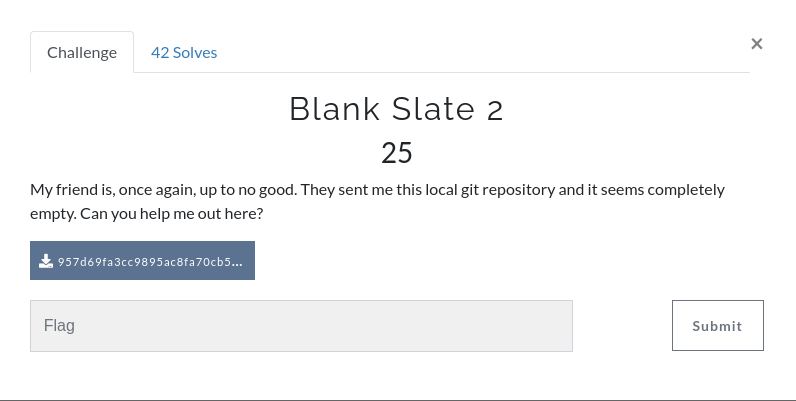 Challenge
42 Solves
×
Blank Slate 2
25
My friend is, once again, up to no good. They sent me this local git repository and it seems completely
empty. Can you help me out here?
957d69fa3cc9895ac8fa70cb5...
Flag
Submit